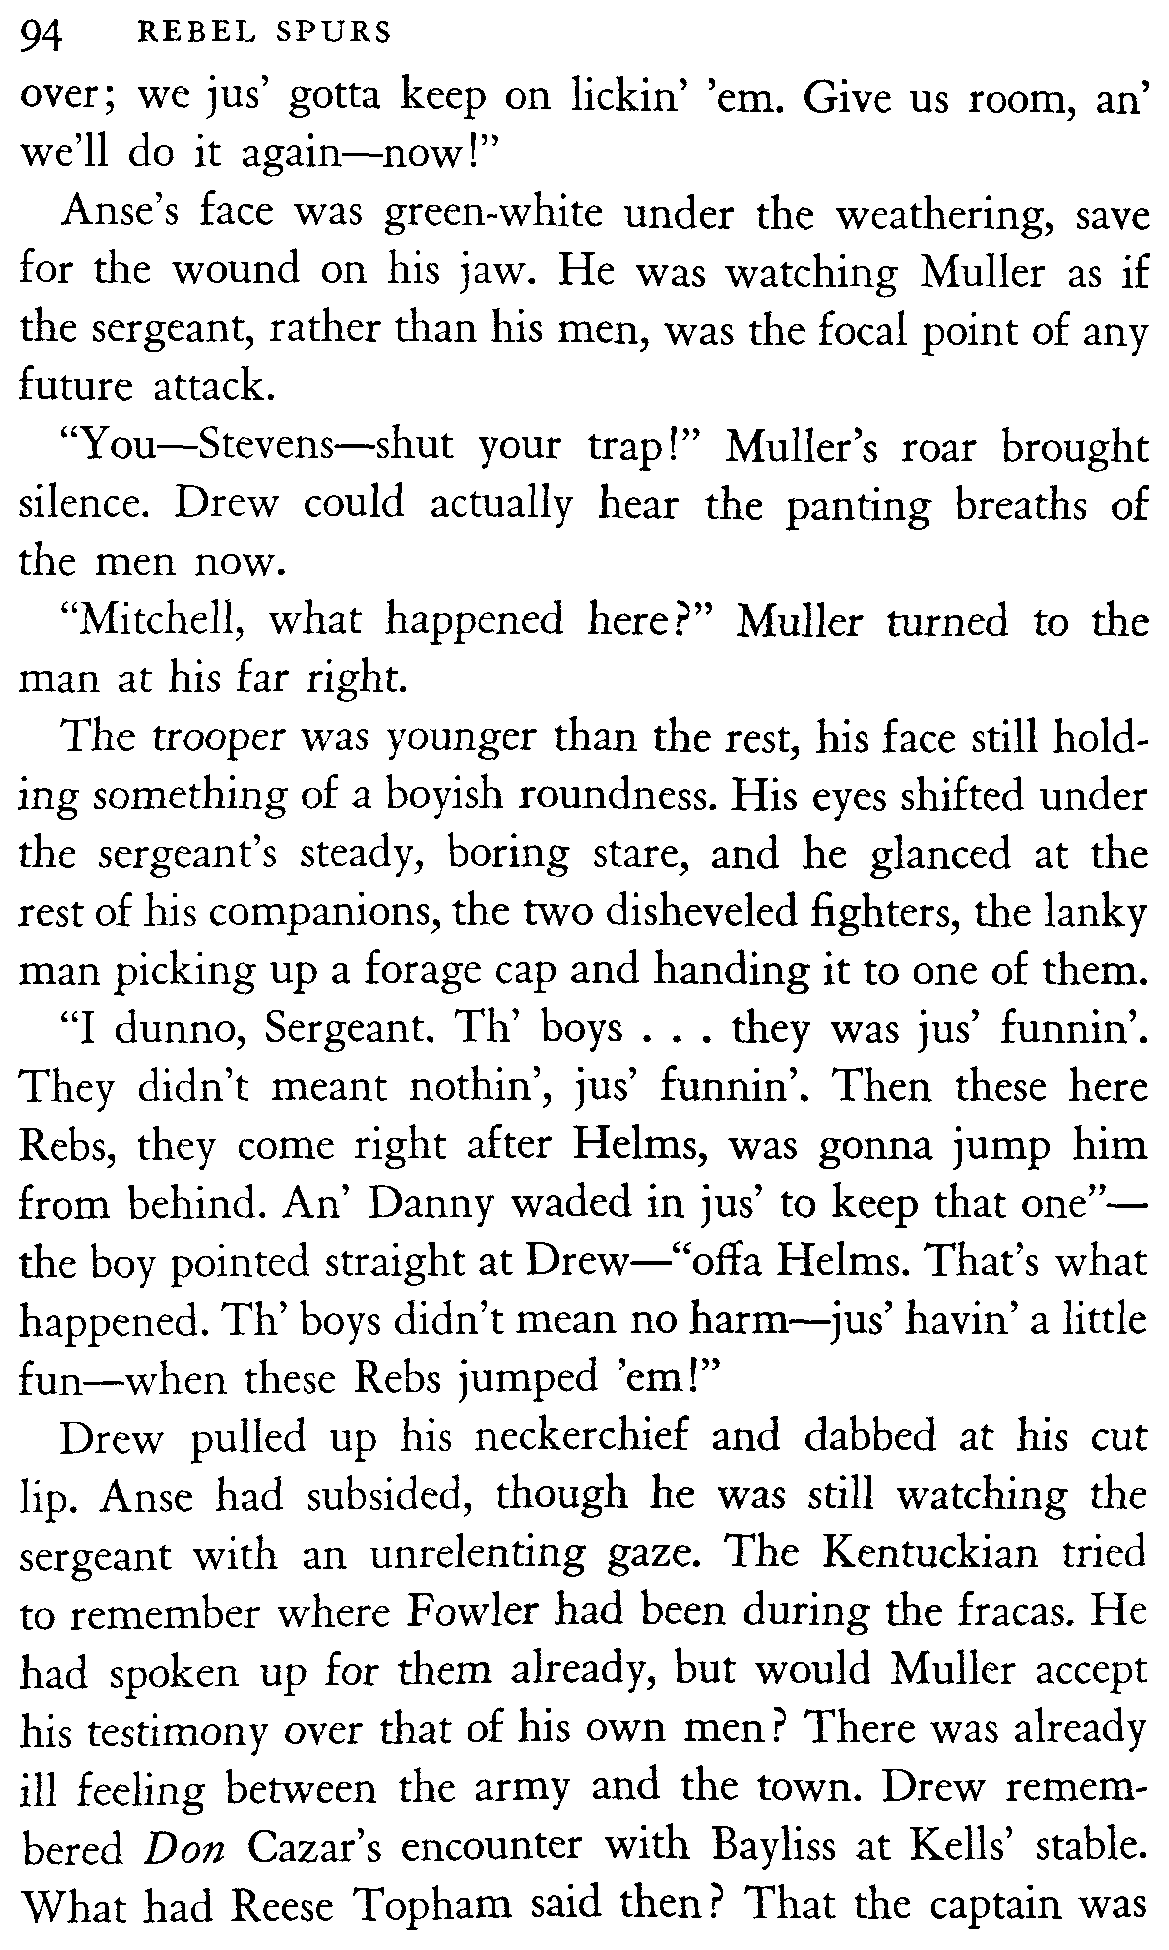 94 REBEL SPURS
over; we jus’ gotta keep on lickin’ ’em. Give us room, an’
we’ll do it again—now!”
Anse’s face was green-white under the weathering, save
for the wound on his jaw. He was watching Muller as if
the sergeant, rather than his men, was the focal point of any
future attack.
“You—Stevens—shut your trap!” Muller’s roar brought
silence. Drew could actually hear the panting breaths of
the men now.
“Mitchell, what happened here?” Muller turned to the
man at his far right.
The trooper was younger than the rest, his face still hold-
ing something of a boyish roundness. His eyes shifted under
the sergeant’s steady, boring stare, and he glanced at the
rest of his companions, the two disheveled fighters, the lanky
man picking up a forage cap and handing it to one of them.
“I dunno, Sergeant. Th’ boys . . . they was jus’ funnin’.
They didn’t meant nothin’, jus’ funnin’. Then these here
Rebs, they come right after Helms, was gonna jump him
from behind. An’ Danny waded in jus’ to keep that one”—
the boy pointed straight at Drew—“offa Helms. That’s what
happened. Th’ boys didn’t mean no harm—jus’ havin’ a little
fun—when these Rebs jumped ’em!”
Drew pulled up his neckerchief and dabbed at his cut
lip. Anse had subsided, though he was still watching the
sergeant with an unrelenting gaze. The Kentuckian tried
to remember where Fowler had been during the fracas. He
had spoken up for them already, but would Muller accept
his testimony over that of his own men? There was already
ill feeling between the army and the town. Drew remem-
bered Don Cazar’s encounter with Bayliss at Kells’ stable.
What had Reese Topham said then? That the captain was